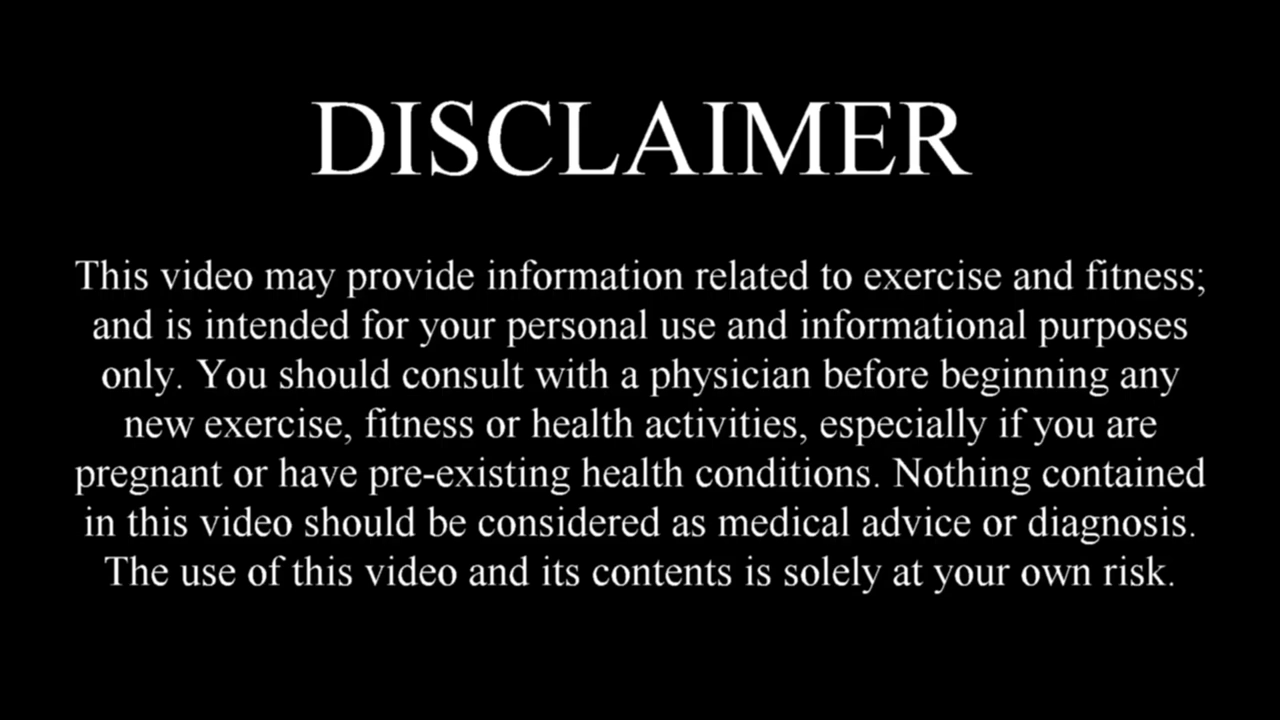 DISCLAIMER
This video may provide information related to exercise and fitness;
and is intended for your personal use and informational purposes
only. You should consult with a physician before beginning any
new exercise, fitness or health activities, especially if you are
pregnant or have pre-existing health conditions. Nothing contained
in this video should be considered as medical advice or diagnosis.
The use of this video and its contents is solely at your own risk.